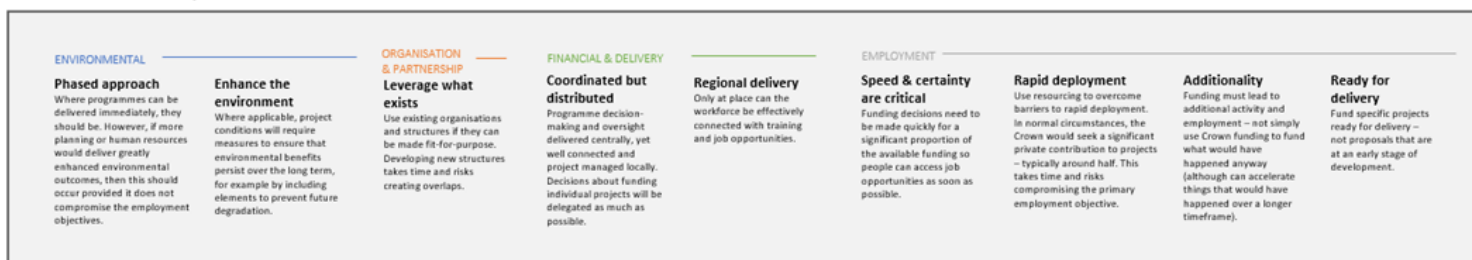 ENVIRONMENTAL
Phased approach
Where programmes can be
delivered immediately, they
should be. However, if more
planning or human resources
would deliver greatly
enhanced environmental
outcomes, then this should
occur provided it does not
compromise the employment
objectives.
Enhance the
environment
Where applicable, project
conditions will require
measures to ensure that
environmental benefits
persist over the long term,
for example by including
elements to prevent future
degradation.
ORGANISATION
& PARTNERSHIP
Leverage what
exists
Use existing organisations
and structures if they can
be made fit-for-purpose.
Developing new structures
takes time and risks
creating overlaps.
FINANCIAL & DELIVERY
Coordinated but
distributed
Programme decision-
making and oversight
delivered centrally, yet
well connected and
project managed locally.
Decisions about funding
individual projects will be
delegated as much as
possible.
Regional delivery
Only at place can the
workforce be effectively
connected with training
and job opportunities.
EMPLOYMENT
Speed & certainty
are critical
Funding decisions need to
be made quickly for a
significant proportion of
the available funding so
people can access job
opportunities as soon as
possible.
Rapid deployment
Use resourcing to overcome
barriers to rapid deployment.
In normal circumstances, the
Crown would seek a significant
private contribution to projects
– typically around half. This
takes time and risks
compromising the primary
employment objective.
Additionality
Funding must lead to
additional activity and
employment – not simply
use Crown funding to fund
what would have
happened anyway
(although can accelerate
things that would have
happened over a longer
timeframe).
Ready for
delivery
Fund specific projects
ready for delivery –
not proposals that are
at an early stage of
development.